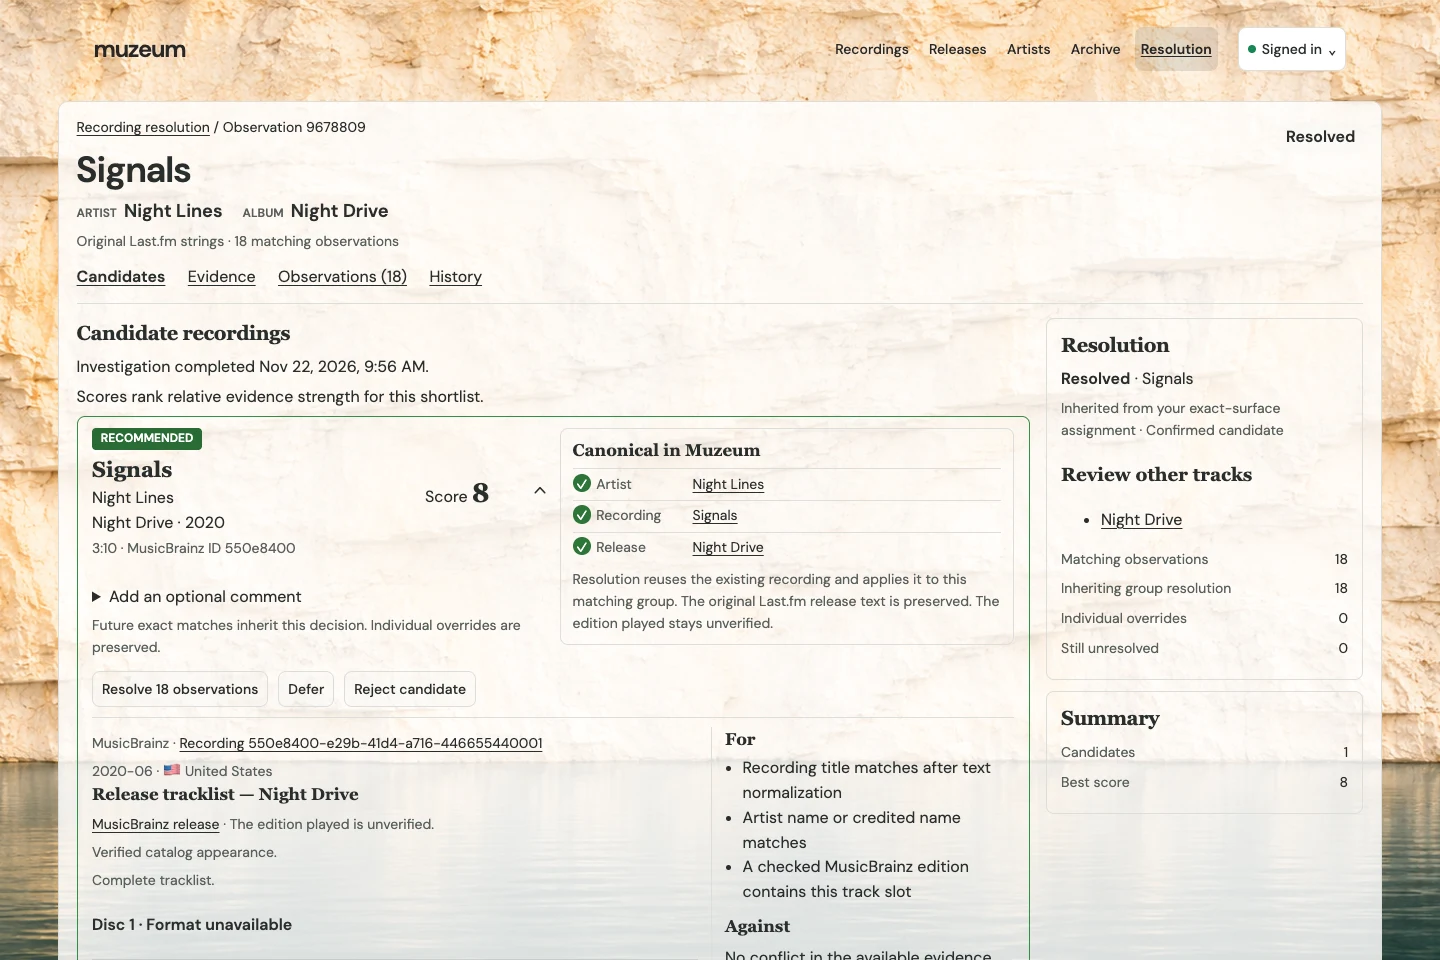 muzeum
Recordings Releases Artists Archive Resolution Signed in
Recording resolution / Observation 9678809
Resolved
Signals
ARTIST Night Lines ALBUM Night Drive
Original Last.fm strings · 18 matching observations
Candidates Evidence Observations (18) History
Candidate recordings
Investigation completed Nov 22, 2026, 9:56 AM.
Scores rank relative evidence strength for this shortlist.
RECOMMENDED
Signals
Night Lines
Night Drive · 2020
3:10 · MusicBrainz ID 550e8400
Score 8
Add an optional comment
Future exact matches inherit this decision. Individual overrides are
preserved.
Resolve 18 observations Defer Reject candidate
Canonical in Muzeum
Artist Night Lines
Recording Signals
Release Night Drive
Resolution reuses the existing recording and applies it to this
matching group. The original Last.fm release text is preserved. The
edition played stays unverified.
MusicBrainz · Recording 550e8400-e29b-41d4-a716-446655440001
2020-06 · 🇺🇸 United States
Release tracklist — Night Drive
MusicBrainz release · The edition played is unverified.
Verified catalog appearance.
Complete tracklist.
Disc 1 · Format unavailable
For
• Recording title matches after text
normalization
• Artist name or credited name
matches
• A checked MusicBrainz edition
contains this track slot
Against
No conflict in the available evidence
Resolution
Resolved · Signals
Inherited from your exact-surface
assignment · Confirmed candidate
Review other tracks
• Night Drive
Matching observations 18
Inheriting group resolution 18
Individual overrides 0
Still unresolved 0
Summary
Candidates 1
Best score 8